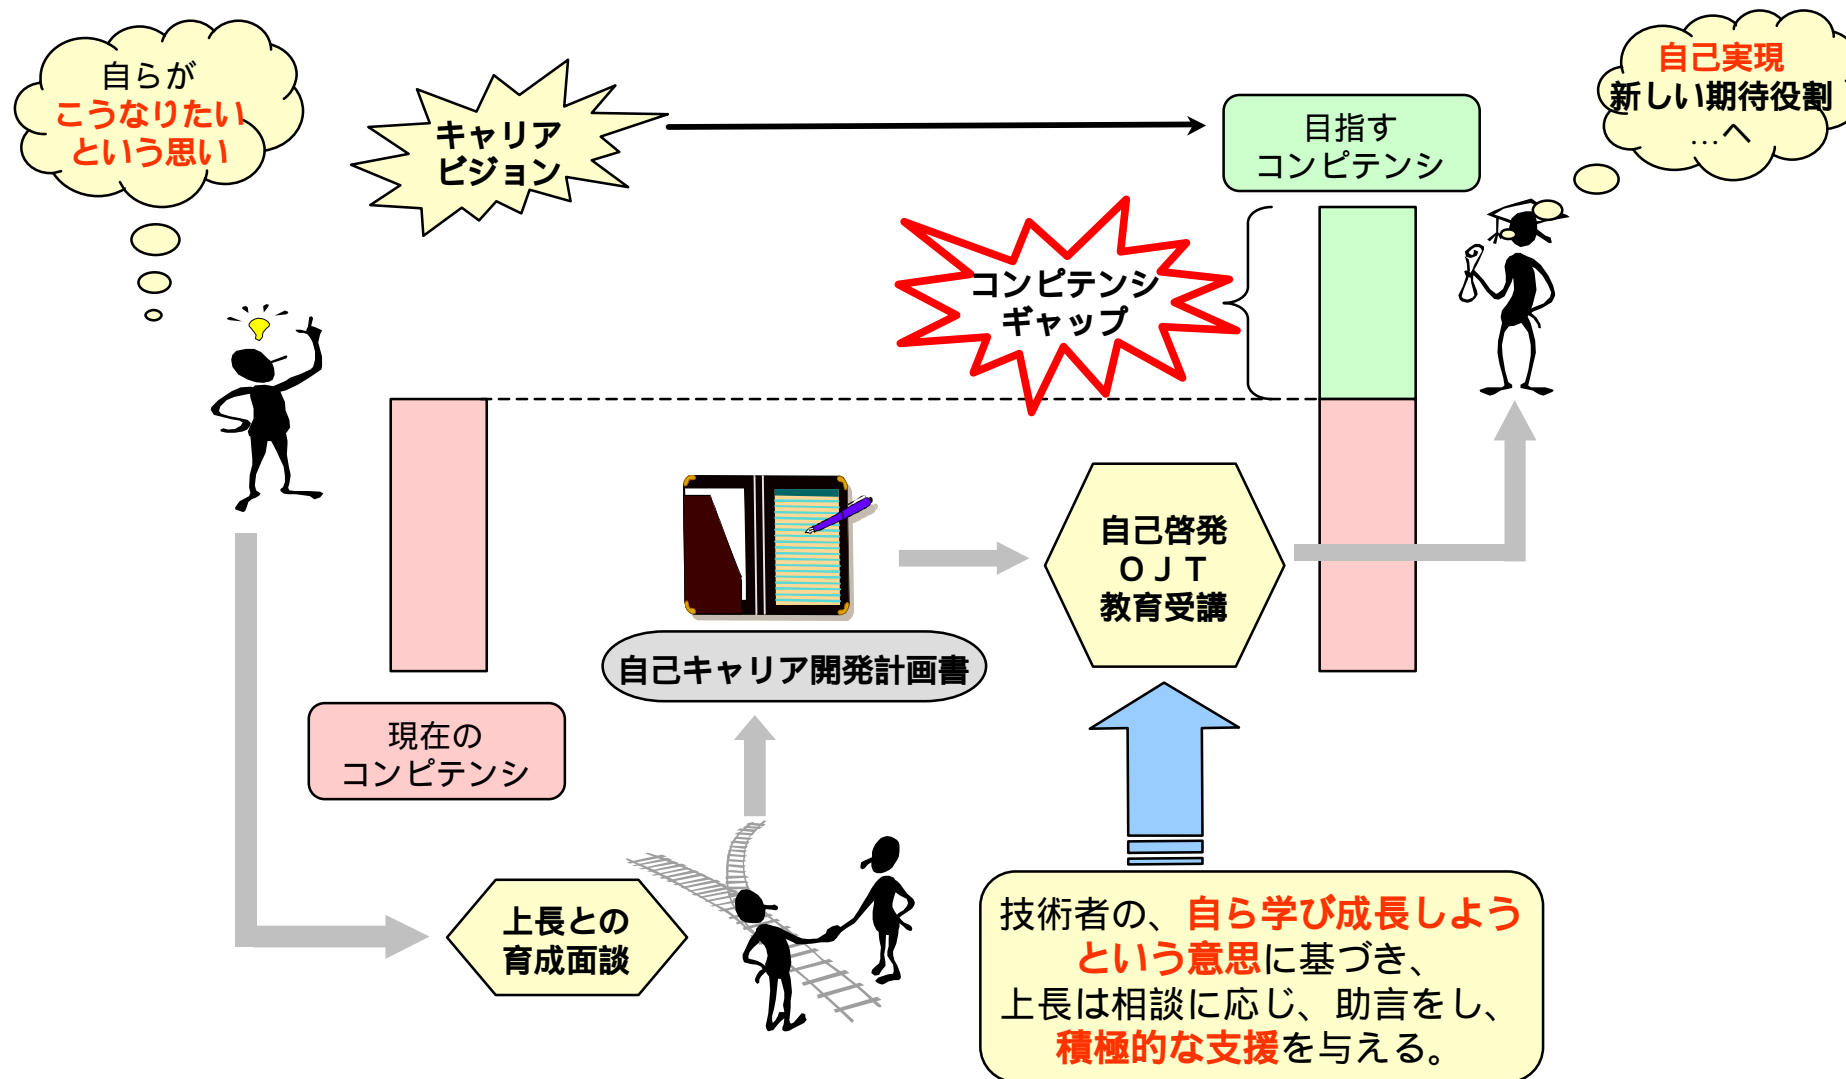 自らが
こうなりたい
という思い
キャリア
ビジョン
目指す
コンピテンシ
自己実現
新しい期待役割
…へ
コンピテンシ
ギャップ
自己啓発
ＯＪＴ
教育受講
自己キャリア開発計画書
現在の
コンピテンシ
上長との
育成面談
技術者の、自ら学び成長しよう
という意思に基づき、
上長は相談に応じ、助言をし、
積極的な支援を与える。